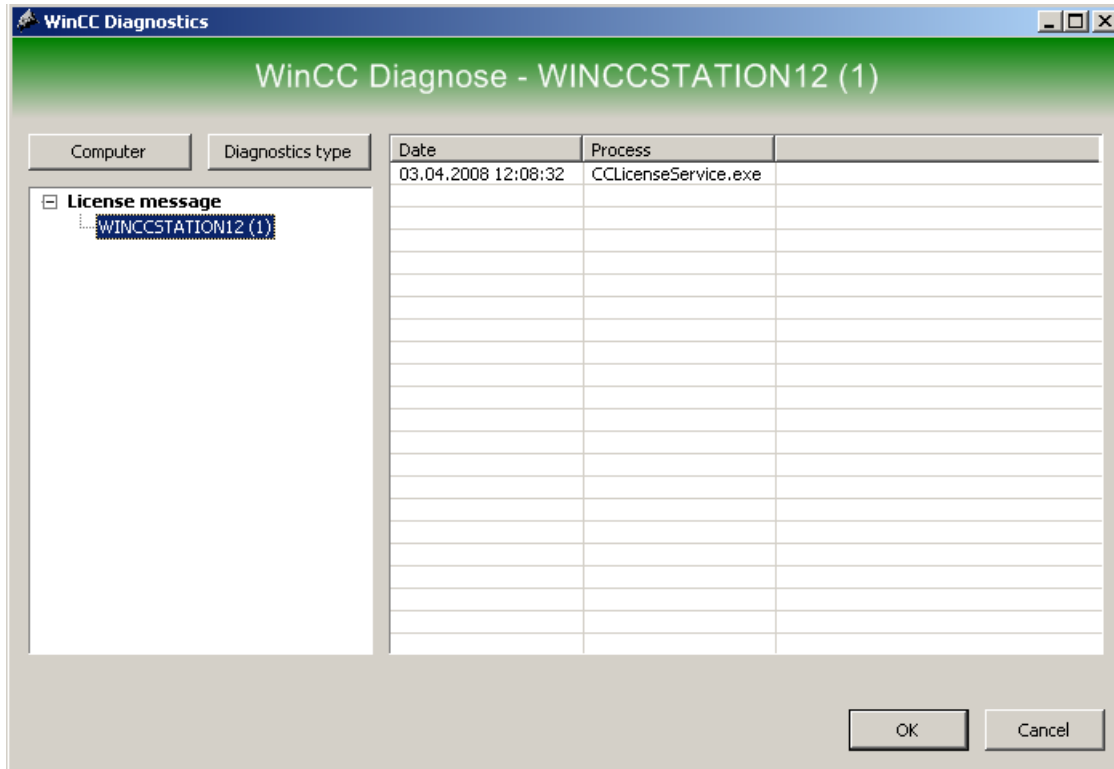 WinCC Diagnostics
WinCC Diagnose - WINCCSTATION12 (1)
Computer Diagnostics type
Date Process
03.04.2008 12:08:32 CCLicenseService.exe
License message
WINCCSTATION12 (1)
OK Cancel